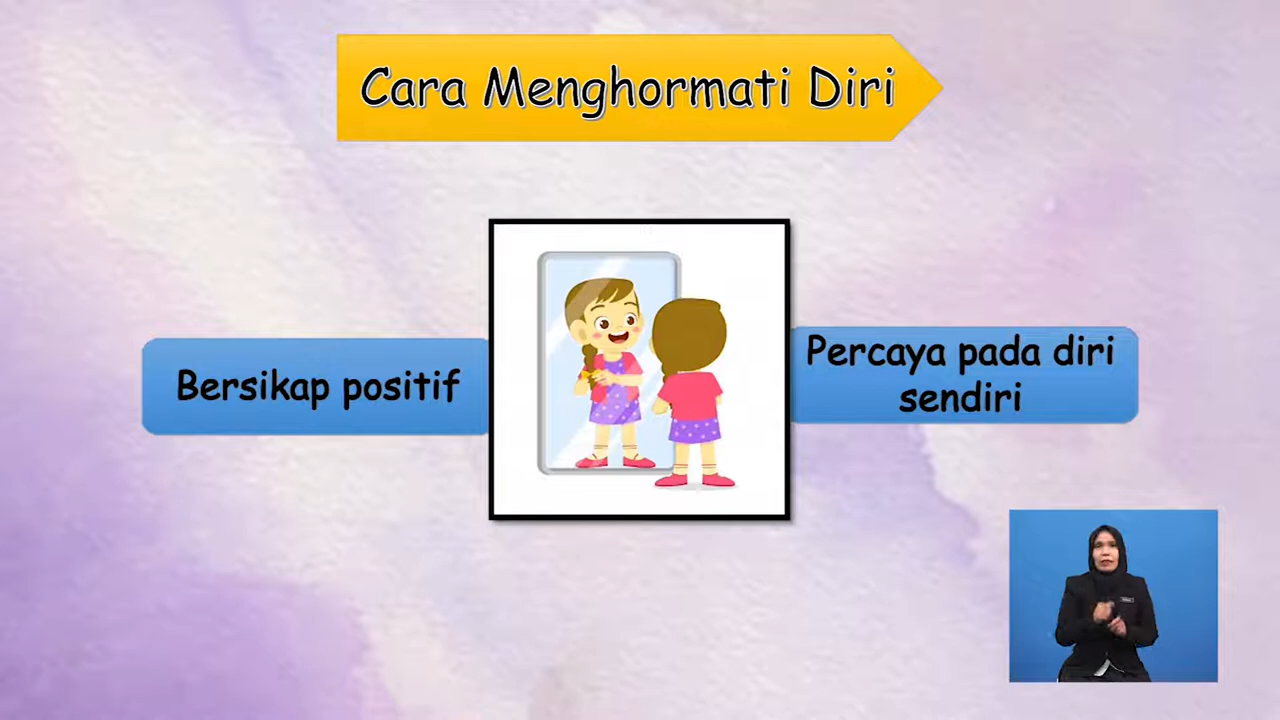 Cara Menghormati Diri
Bersikap positif
Percaya pada diri
sendiri